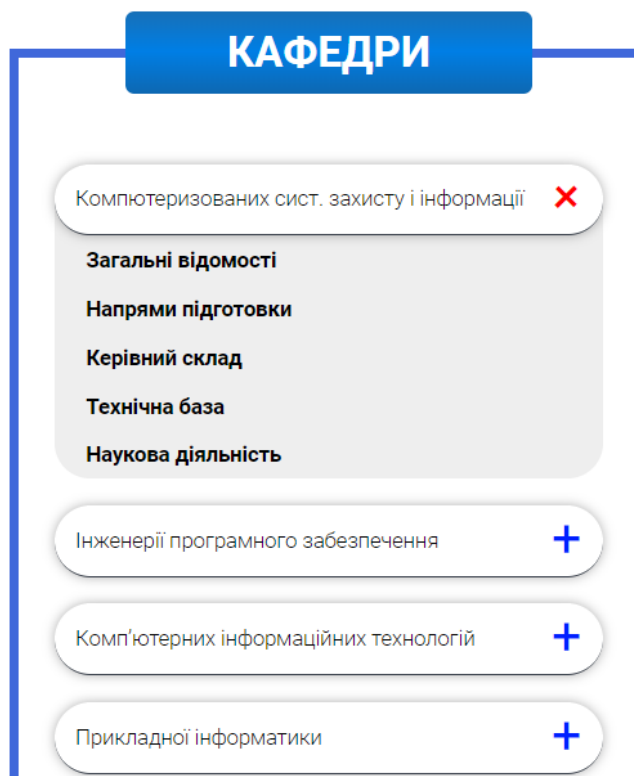 КАФЕДРИ
Компютеризованих сист. захисту і інформації
Загальні відомості
Напрями підготовки
Керівний склад
Технічна база
Наукова діяльність
Інженерії програмного забезпечення
Комп’ютерних інформаційних технологій
Прикладної інформатики